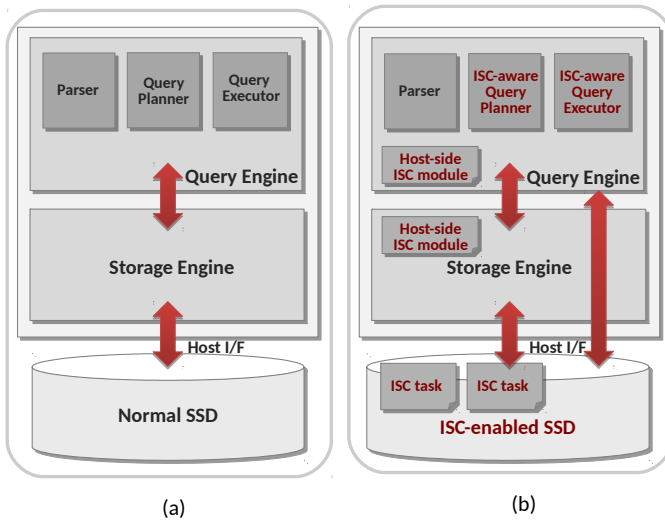 Parser
Query
Planner
Query
Executor
Query Engine
Storage Engine
Host I/F
Normal SSD
(a)
Parser
ISC-aware
Query
Planner
ISC-aware
Query
Executor
Host-side
ISC module
Query Engine
Host-side
ISC module
Storage Engine
Host I/F
ISC task
ISC task
ISC-enabled SSD
(b)